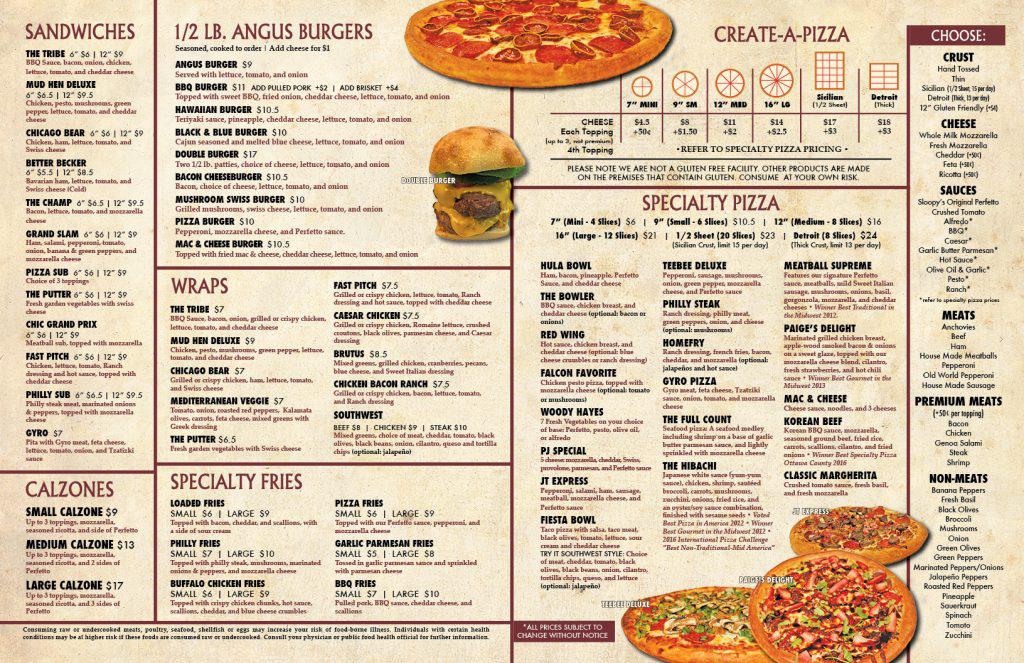 SANDWICHES
THE TRIBE 6" $6 | 12" $9
BBQ Sauce, bacon, onion, chicken,
lettuce, tomato, and cheddar cheese
MUD HEN DELUXE
6" $6.5 | 12" $9.5
Chicken, pesto, mushrooms, green
pepper, lettuce, tomato, and cheddar
cheese
CHICAGO BEAR 6" $6 | 12" $9
Chicken, ham, lettuce, tomato, and
Swiss cheese
BETTER BECKER
6" $5.5 | 12" $8.5
Bavarian ham, lettuce, tomato, and
Swiss cheese (Cold)
THE CHAMP 6" $6.5 | 12" $9.5
Bacon, lettuce, tomato, and mozzarella
cheese
GRAND SLAM 6" $6 | 12" $9
Ham, salami, pepperoni, tomato,
onion, banana & green peppers, and
mozzarella cheese
PIZZA SUB 6" $6 | 12" $9
Choice of 3 toppings
THE PUTTER 6" $6 | 12" $9
Fresh garden vegetables with swiss
cheese
CHIC GRAND PRIX
6" $6 | 12" $9
Meatball sub, topped with mozzarella
FAST PITCH 6" $6 | 12" $9
Chicken, lettuce, tomato, Ranch
dressing and hot sauce, topped with
cheddar cheese
PHILLY SUB 6" $6.5 | 12" $9.5
Philly steak meat, marinated onions
& peppers, topped with mozzarella
GYRO $7
Pita with Gyro meat, feta cheese,
lettuce, tomato, onion, and Tzatziki
sauce
CALZONES
SMALL CALZONE $9
Up to 3 toppings, mozzarella,
seasoned ricotta, and side of Perfetto
MEDIUM CALZONE $13
Up to 3 toppings, mozzarella,
seasoned ricotta, and 2 sides of
Perfetto
LARGE CALZONE $17
Up to 3 toppings, mozzarella,
seasoned ricotta, and 3 sides of
Perfetto
1/2 LB. ANGUS BURGERS
Seasoned, cooked to order | Add cheese for $1
ANGUS BURGER $9
Served with lettuce, tomato, and onion
BBQ BURGER $11 ADD PULLED PORK +$2 | ADD BRISKET +$4
Topped with sweet BBQ, fried onion, cheddar cheese, lettuce, tomato, and onion
HAWAIIAN BURGER $10.5
Teriyaki sauce, pineapple, cheddar cheese, lettuce, tomato, and onion
BLACK & BLUE BURGER $10
Cajun seasoned and melted blue cheese, lettuce, tomato, and onion
DOUBLE BURGER $17
Two 1/2 lb. patties, choice of cheese, lettuce, tomato, and onion
BACON CHEESEBURGER $10.5
Bacon, choice of cheese, lettuce, tomato, and onion
MUSHROOM SWISS BURGER $10
Grilled mushrooms, swiss cheese, lettuce, tomato, and onion
PIZZA BURGER $10
Pepperoni, mozzarella cheese, and Perfetto sauce.
MAC & CHEESE BURGER $10.5
Topped with fried mac & cheese, cheddar cheese, lettuce, tomato, and onion
DOUBLE BURGER
WRAPS
THE TRIBE $7
BBQ Sauce, bacon, onion, grilled or crispy chicken,
lettuce, tomato, and cheddar cheese
MUD HEN DELUXE $9
Chicken, pesto, mushrooms, green pepper, lettuce,
tomato, and cheddar cheese
CHICAGO BEAR $7
Grilled or crispy chicken, ham, lettuce, tomato,
and Swiss cheese
MEDITERRANEAN VEGGIE $7
Tomato, onion, roasted red peppers, Kalamata
olives, carrots, feta cheese, mixed greens with
Greek dressing
THE PUTTER $6.5
Fresh garden vegetables with Swiss cheese
FAST PITCH $7.5
Grilled or crispy chicken, lettuce, tomato, Ranch
dressing and hot sauce, topped with cheddar cheese
CAESAR CHICKEN $7.5
Grilled or crispy chicken, Romaine lettuce, crushed
croutons, black olives, parmesan cheese, and Caesar
dressing
BRUTUS $8.5
Mixed greens, grilled chicken, cranberries, pecans,
blue cheese, and Sweet Italian dressing
CHICKEN BACON RANCH $7.5
Grilled or crispy chicken, bacon, lettuce, tomato,
and Ranch dressing
SOUTHWEST
BEEF $8 | CHICKEN $9 | STEAK $10
Mixed greens, choice of meat, cheddar, tomato, black
olives, black beans, onion, cilantro, queso and tortilla
chips (optional: jalapeño)
SPECIALTY FRIES
LOADED FRIES
SMALL $6 | LARGE $9
Topped with bacon, cheddar, and scallions, with
a side of sour cream
PHILLY FRIES
SMALL $7 | LARGE $10
Topped with philly steak, mushrooms, marinated
onions & peppers, and mozzarella cheese
BUFFALO CHICKEN FRIES
SMALL $6 | LARGE $9
Topped with crispy chicken chunks, hot sauce,
scallions, cheddar, and blue cheese crumbles
PIZZA FRIES
SMALL $6 | LARGE $9
Topped with our Perfetto sauce, pepperoni, and
mozzarella cheese
GARLIC PARMESAN FRIES
SMALL $5 | LARGE $8
Tossed in garlic parmesan sauce and sprinkled
with parmesan cheese
BBQ FRIES
SMALL $7 | LARGE $10
Pulled pork, BBQ sauce, cheddar cheese, and
scallions
Consuming raw or undercooked meats, poultry, seafood, shellfish or eggs may increase your risk of food-borne illness. Individuals with certain health
conditions may be at higher risk if these foods are consumed raw or undercooked. Consult your physician or public food health official for further information.
CREATE-A-PIZZA
7" MINI 9" SM 12" MED 16" LG Sicilian (1/2 Sheet) Detroit (Thick)
CHEESE $4.5 $8 $11 $14 $17 $18
Each Topping +50¢ +$1.50 +$2 +$2.5 +$3 +$3
(up to 3, not premium)
4th Topping • REFER TO SPECIALTY PIZZA PRICING •
PLEASE NOTE WE ARE NOT A GLUTEN FREE FACILITY. OTHER PRODUCTS ARE MADE
ON THE PREMISES THAT CONTAIN GLUTEN. CONSUME AT YOUR OWN RISK.
SPECIALTY PIZZA
7" (Mini - 4 Slices) $6 | 9" (Small - 6 Slices) $10.5 | 12" (Medium - 8 Slices) $16
16" (Large - 12 Slices) $21 | 1/2 Sheet (20 Slices) $23 | Detroit (8 Slices) $24
(Sicilian Crust, limit 15 per day) (Thick Crust, limit 13 per day)
HULA BOWL
Ham, bacon, pineapple, Perfetto
Sauce, and cheddar cheese
THE BOWLER
BBQ sauce, chicken breast, and
cheddar cheese (optional: bacon or
onions)
RED WING
Hot sauce, chicken breast, and
cheddar cheese (optional: blue
cheese crumbles or ranch dressing)
FALCON FAVORITE
Chicken pesto pizza, topped with
mozzarella cheese (optional: tomato
or mushrooms)
WOODY HAYES
7 Fresh Vegetables on your choice
of base: Perfetto, pesto, olive oil,
or alfredo
PJ SPECIAL
5 cheese: mozzarella, cheddar, Swiss,
provolone, parmesan, and Perfetto sauce
JT EXPRESS
Pepperoni, salami, ham, sausage,
meatball, mozzarella cheese, and
Perfetto sauce
FIESTA BOWL
Taco pizza with salsa, taco meat,
black olives, tomato, lettuce, sour
cream and cheddar cheese
TRY IT SOUTHWEST STYLE: Choice
of meat, cheddar, tomato, black
olives, black beans, onion, cilantro,
tortilla chips, queso, and lettuce
(optional: jalapeño)
TEEBEE DELUXE
Pepperoni, sausage, mushrooms,
onion, green pepper, mozzarella
cheese, and Perfetto sauce
PHILLY STEAK
Ranch dressing, philly meat,
green peppers, onion, and cheese
(optional: mushrooms)
HOMEFRY
Ranch dressing, french fries, bacon,
cheddar, and mozzarella (optional:
jalapeños and hot sauce)
GYRO PIZZA
Gyro meat, feta cheese, Tzatziki
sauce, onion, tomato, and mozzarella
cheese
THE FULL COUNT
Seafood pizza: A seafood medley
including shrimp on a base of garlic
butter parmesan sauce, and lightly
sprinkled with mozzarella cheese
THE HIBACHI
Japanese white sauce (yum-yum
sauce), chicken, shrimp, sautéed
broccoli, carrots, mushrooms,
zucchini, onions, fried rice, and
an oyster/soy sauce combination,
finished with sesame seeds • Voted
Best Pizza in America 2012 • Winner
Best Gourmet in the Midwest 2012 •
2016 International Pizza Challenge
"Best Non-Traditional-Mid America"
MEATBALL SUPREME
Features our signature Perfetto
sauce, meatballs, mild Sweet Italian
sausage, mushrooms, onions, basil,
gorgonzola, mozzarella, and cheddar
cheeses • Winner Best Traditional in
the Midwest 2012.
PAIGE'S DELIGHT
Marinated grilled chicken breast,
apple-wood smoked bacon & onions
on a sweet glaze, topped with our
mozzarella cheese blend, cilantro,
fresh strawberries, and hot chili
sauce • Winner Best Gourmet in the
Midwest 2013
MAC & CHEESE
Cheese sauce, noodles, and 3 cheeses
KOREAN BEEF
Korean BBQ sauce, mozzarella,
seasoned ground beef, fried rice,
carrots, scallions, cilantro, and fried
onions • Winner Best Specialty Pizza
Ottawa County 2016
CLASSIC MARGHERITA
Crushed tomato sauce, fresh basil,
and fresh mozzarella
JT EXPRESS
PAIGE'S DELIGHT
TEEBEE DELUXE
*ALL PRICES SUBJECT TO
CHANGE WITHOUT NOTICE
CHOOSE:
CRUST
Hand Tossed
Thin
Sicilian (1/2 Sheet, 15 per day)
Detroit (Thick, 13 per day)
12" Gluten Friendly (+$4)
CHEESE
Whole Milk Mozzarella
Fresh Mozzarella
Cheddar (+50¢)
Feta (+50¢)
Ricotta (+50¢)
SAUCES
Sloopy's Original Perfetto
Crushed Tomato
Alfredo*
BBQ*
Caesar*
Garlic Butter Parmesan*
Hot Sauce*
Olive Oil & Garlic*
Pesto*
Ranch*
*refer to specialty pizza prices
MEATS
Anchovies
Beef
Ham
House Made Meatballs
Pepperoni
Old World Pepperoni
House Made Sausage
PREMIUM MEATS
(+50¢ per topping)
Bacon
Chicken
Genoa Salami
Steak
Shrimp
NON-MEATS
Banana Peppers
Fresh Basil
Black Olives
Broccoli
Mushrooms
Onion
Green Olives
Green Peppers
Marinated Peppers/Onions
Jalapeño Peppers
Roasted Red Peppers
Pineapple
Sauerkraut
Spinach
Tomato
Zucchini